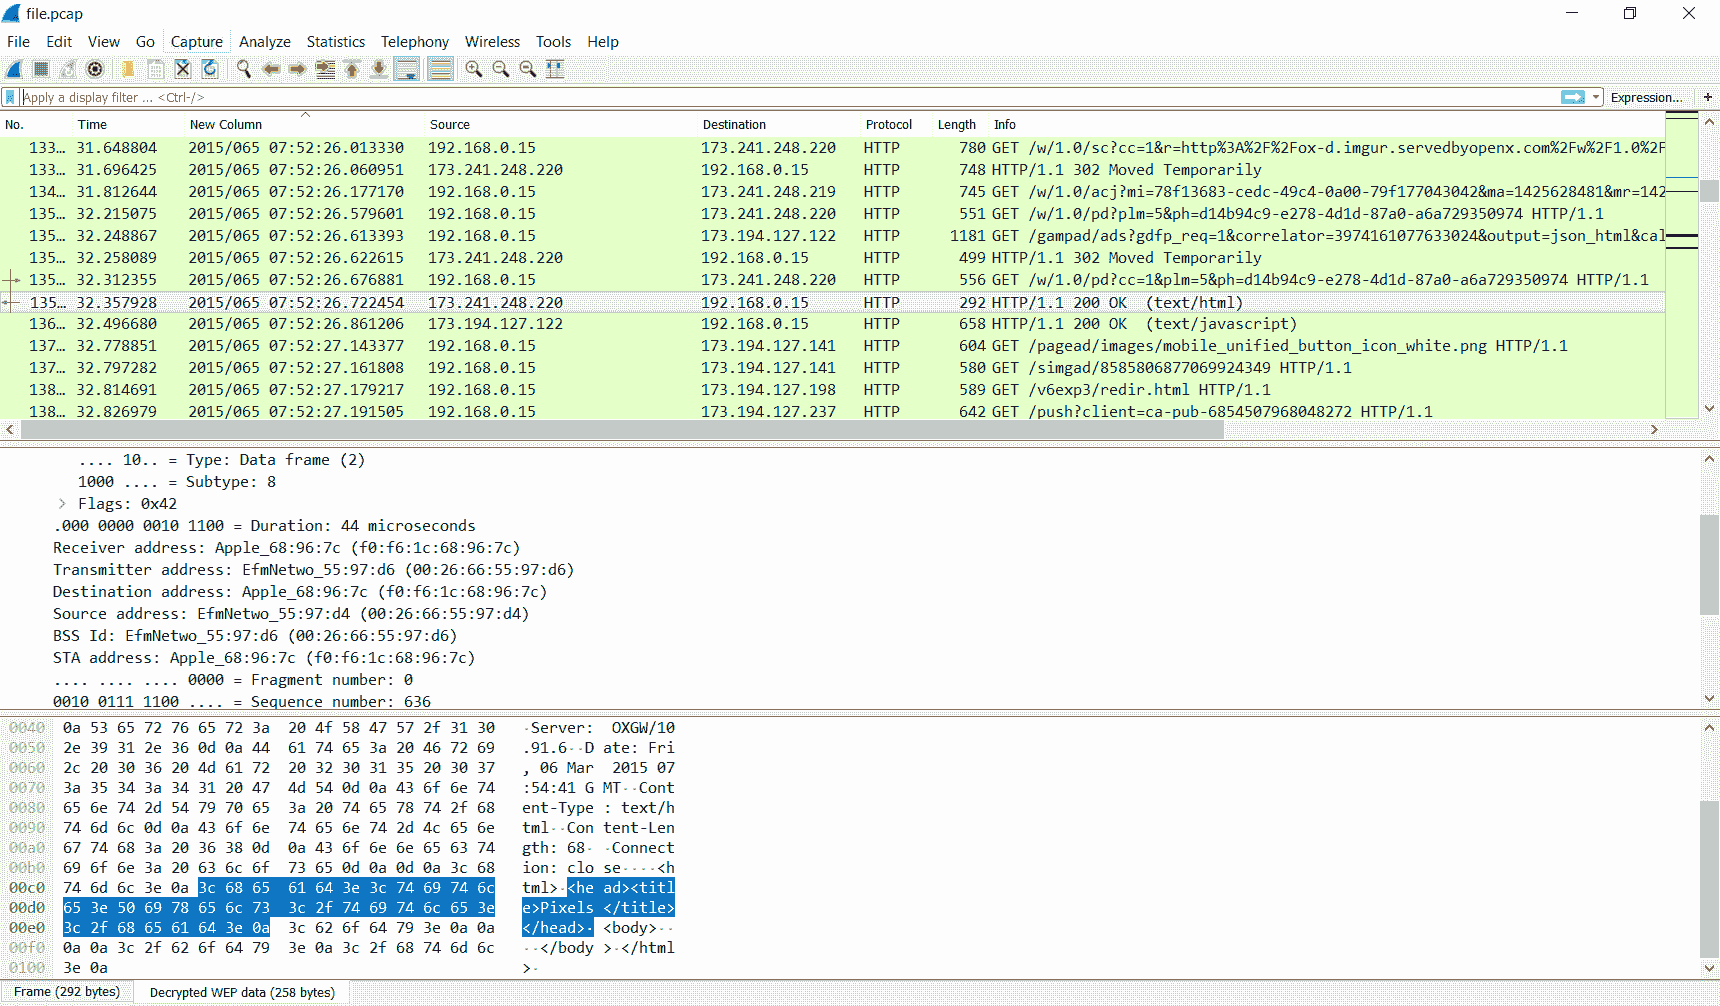 file.pcap
File Edit View Go Capture Analyze Statistics Telephony Wireless Tools Help
Apply a display filter ... <Ctrl-/> Expression... +
No. Time New Column Source Destination Protocol Length Info
133... 31.648804 2015/065 07:52:26.013330 192.168.0.15 173.241.248.220 HTTP 780 GET /w/1.0/sc?cc=1&r=http%3A%2F%2Fox-d.imgur.servedbyopenx.com%2Fw%2F1.0%2F
133... 31.696425 2015/065 07:52:26.060951 173.241.248.220 192.168.0.15 HTTP 748 HTTP/1.1 302 Moved Temporarily
134... 31.812644 2015/065 07:52:26.177170 192.168.0.15 173.241.248.219 HTTP 745 GET /w/1.0/acj?mi=78f13683-cedc-49c4-0a00-79f177043042&ma=1425628481&mr=142
135... 32.215075 2015/065 07:52:26.579601 192.168.0.15 173.241.248.220 HTTP 551 GET /w/1.0/pd?plm=5&ph=d14b94c9-e278-4d1d-87a0-a6a729350974 HTTP/1.1
135... 32.248867 2015/065 07:52:26.613393 192.168.0.15 173.194.127.122 HTTP 1181 GET /gampad/ads?gdfp_req=1&correlator=3974161077633024&output=json_html&cal
135... 32.258089 2015/065 07:52:26.622615 173.241.248.220 192.168.0.15 HTTP 499 HTTP/1.1 302 Moved Temporarily
135... 32.312355 2015/065 07:52:26.676881 192.168.0.15 173.241.248.220 HTTP 556 GET /w/1.0/pd?cc=1&plm=5&ph=d14b94c9-e278-4d1d-87a0-a6a729350974 HTTP/1.1
135... 32.357928 2015/065 07:52:26.722454 173.241.248.220 192.168.0.15 HTTP 292 HTTP/1.1 200 OK (text/html)
136... 32.496680 2015/065 07:52:26.861206 173.194.127.122 192.168.0.15 HTTP 658 HTTP/1.1 200 OK (text/javascript)
137... 32.778851 2015/065 07:52:27.143377 192.168.0.15 173.194.127.141 HTTP 604 GET /pagead/images/mobile_unified_button_icon_white.png HTTP/1.1
137... 32.797282 2015/065 07:52:27.161808 192.168.0.15 173.194.127.141 HTTP 580 GET /simgad/8585806877069924349 HTTP/1.1
138... 32.814691 2015/065 07:52:27.179217 192.168.0.15 173.194.127.198 HTTP 589 GET /v6exp3/redir.html HTTP/1.1
138... 32.826979 2015/065 07:52:27.191505 192.168.0.15 173.194.127.237 HTTP 642 GET /push?client=ca-pub-6854507968048272 HTTP/1.1
.... 10.. = Type: Data frame (2)
1000 .... = Subtype: 8
> Flags: 0x42
.000 0000 0010 1100 = Duration: 44 microseconds
Receiver address: Apple_68:96:7c (f0:f6:1c:68:96:7c)
Transmitter address: EfmNetwo_55:97:d6 (00:26:66:55:97:d6)
Destination address: Apple_68:96:7c (f0:f6:1c:68:96:7c)
Source address: EfmNetwo_55:97:d4 (00:26:66:55:97:d4)
BSS Id: EfmNetwo_55:97:d6 (00:26:66:55:97:d6)
STA address: Apple_68:96:7c (f0:f6:1c:68:96:7c)
.... .... .... 0000 = Fragment number: 0
0010 0111 1100 .... = Sequence number: 636
0040 0a 53 65 72 76 65 72 3a 20 4f 58 47 57 2f 31 30 ·Server: OXGW/10
0050 2e 39 31 2e 36 0d 0a 44 61 74 65 3a 20 46 72 69 .91.6··D ate: Fri
0060 2c 20 30 36 20 4d 61 72 20 32 30 31 35 20 30 37 , 06 Mar 2015 07
0070 3a 35 34 3a 34 31 20 47 4d 54 0d 0a 43 6f 6e 74 :54:41 G MT··Cont
0080 65 6e 74 2d 54 79 70 65 3a 20 74 65 78 74 2f 68 ent-Type : text/h
0090 74 6d 6c 0d 0a 43 6f 6e 74 65 6e 74 2d 4c 65 6e tml··Con tent-Len
00a0 67 74 68 3a 20 36 38 0d 0a 43 6f 6e 6e 65 63 74 gth: 68· ·Connect
00b0 69 6f 6e 3a 20 63 6c 6f 73 65 0d 0a 0d 0a 3c 68 ion: clo se····<h
00c0 74 6d 6c 3e 0a 3c 68 65 61 64 3e 3c 74 69 74 6c tml>·<he ad><titl
00d0 65 3e 50 69 78 65 6c 73 3c 2f 74 69 74 6c 65 3e e>Pixels </title>
00e0 3c 2f 68 65 61 64 3e 0a 3c 62 6f 64 79 3e 0a 0a </head>· <body>··
00f0 0a 0a 3c 2f 62 6f 64 79 3e 0a 3c 2f 68 74 6d 6c ··</body >·</html
0100 3e 0a >·
Frame (292 bytes) Decrypted WEP data (258 bytes)